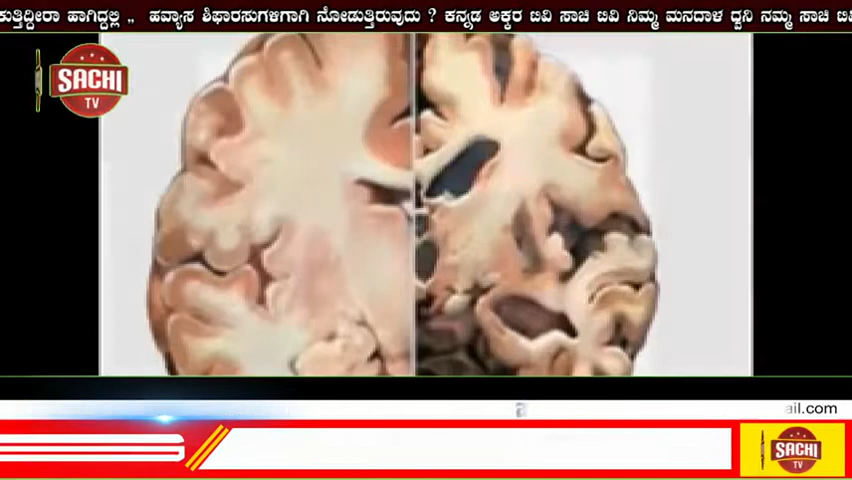 ಹಾಗಿದ್ದಲ್ಲಿ ,, ಹವ್ಯಾಸ ಶಿಫಾರಸುಗಳಿಗಾಗಿ ನೋಡುತ್ತಿರುವುದು ? ಕನ್ನಡ ಅಕ್ಕರ ಟಿವಿ ಸಾಚಿ ಟಿವಿ ನಿಮ್ಮ ಮನದಾಳ ಧ್ವನಿ ನಮ್ಮ ಸಾಚಿ
SACHI
TV
ail.com
SACHI
TV